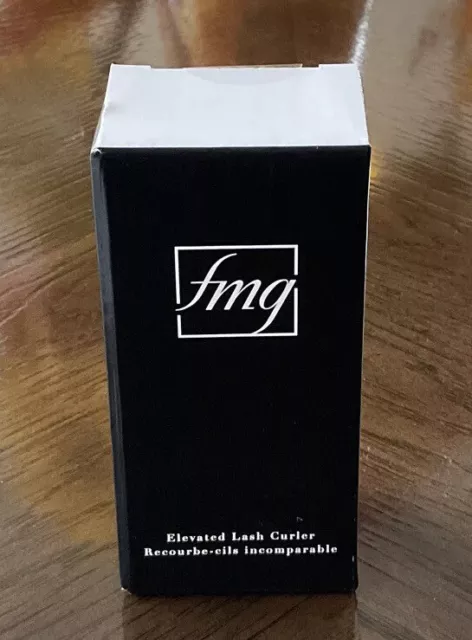 fmg
Elevated Lash Curler
Recourbe-cils incomparable